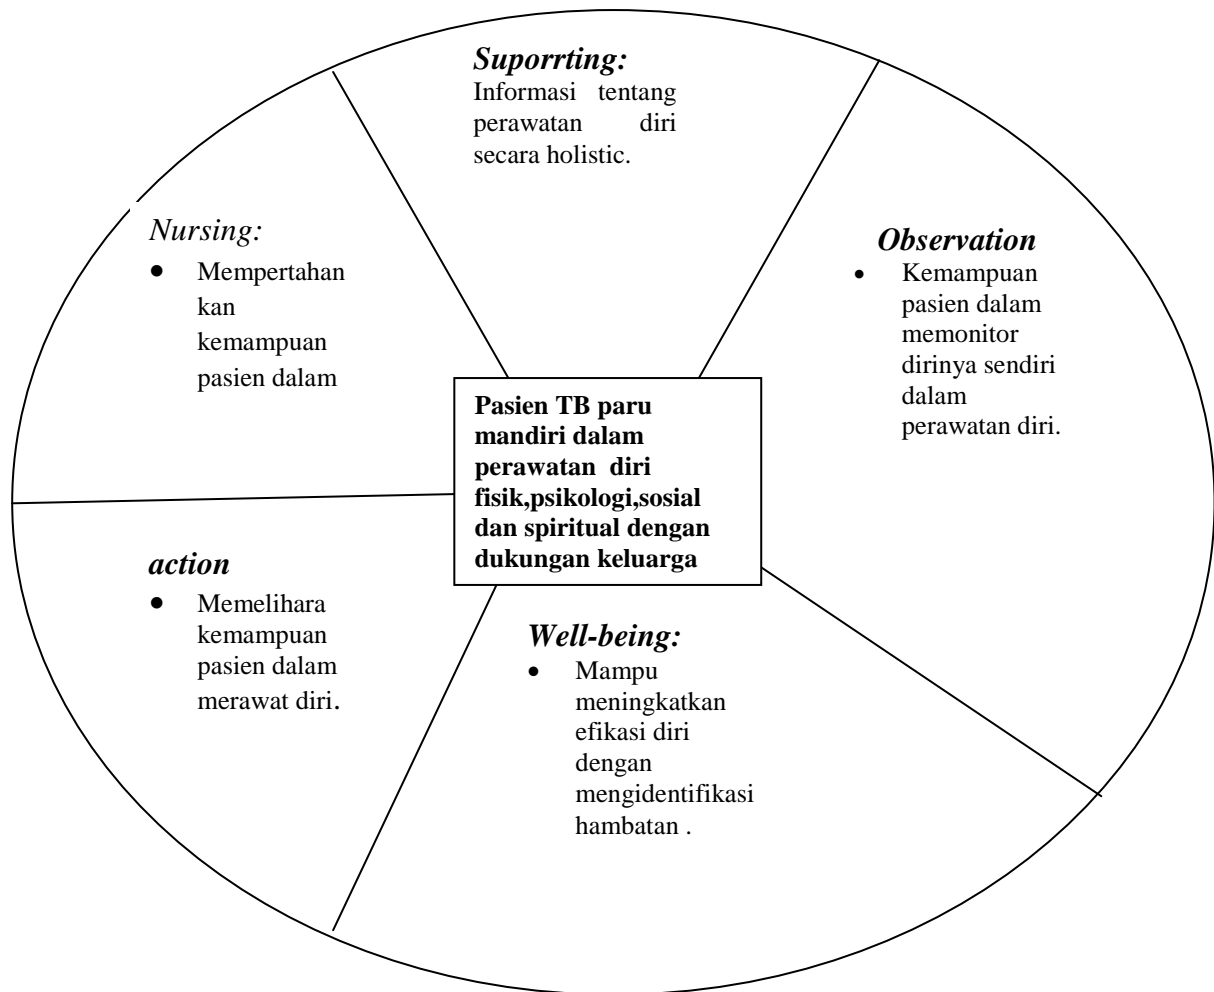 Suporrting:
Informasi tentang
perawatan diri
secara holistic.
Nursing:
• Mempertahan
kan
kemampuan
pasien dalam
Observation
• Kemampuan
pasien dalam
memonitor
dirinya sendiri
dalam
perawatan diri.
Pasien TB paru
mandiri dalam
perawatan diri
fisik,psikologi,sosial
dan spiritual dengan
dukungan keluarga
action
• Memelihara
kemampuan
pasien dalam
merawat diri.
Well-being:
• Mampu
meningkatkan
efikasi diri
dengan
mengidentifikasi
hambatan .